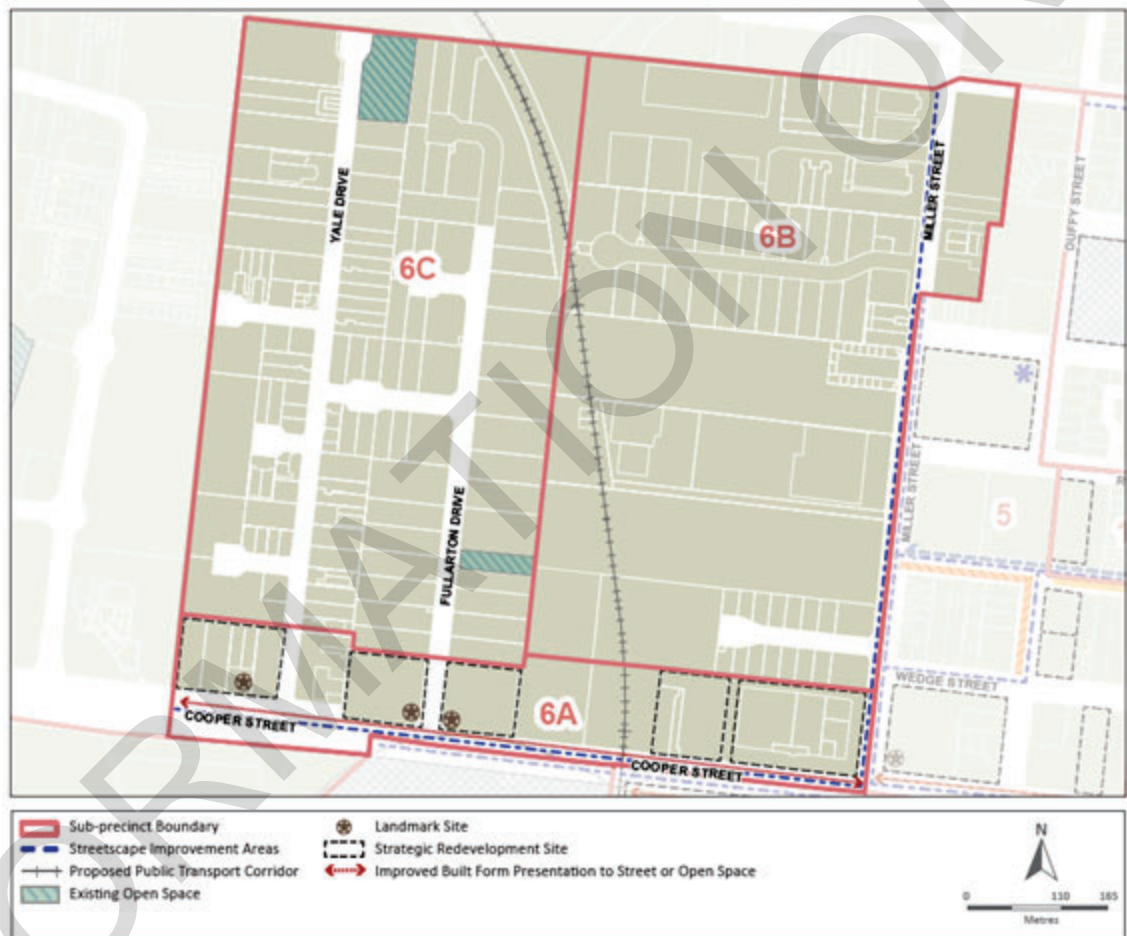 YALE DRIVE
MILLER STREET
DUFFY STREET
6B
6C
MILLER STREET
5
FULLARTON DRIVE
WEDGE STREET
6A
COOPER STREET
COOPER STREET
Sub-precinct Boundary
Streetscape Improvement Areas
Proposed Public Transport Corridor
Existing Open Space
Landmark Site
Strategic Redevelopment Site
Improved Built Form Presentation to Street or Open Space
N
0 110 165
Metres
ORMATION ON